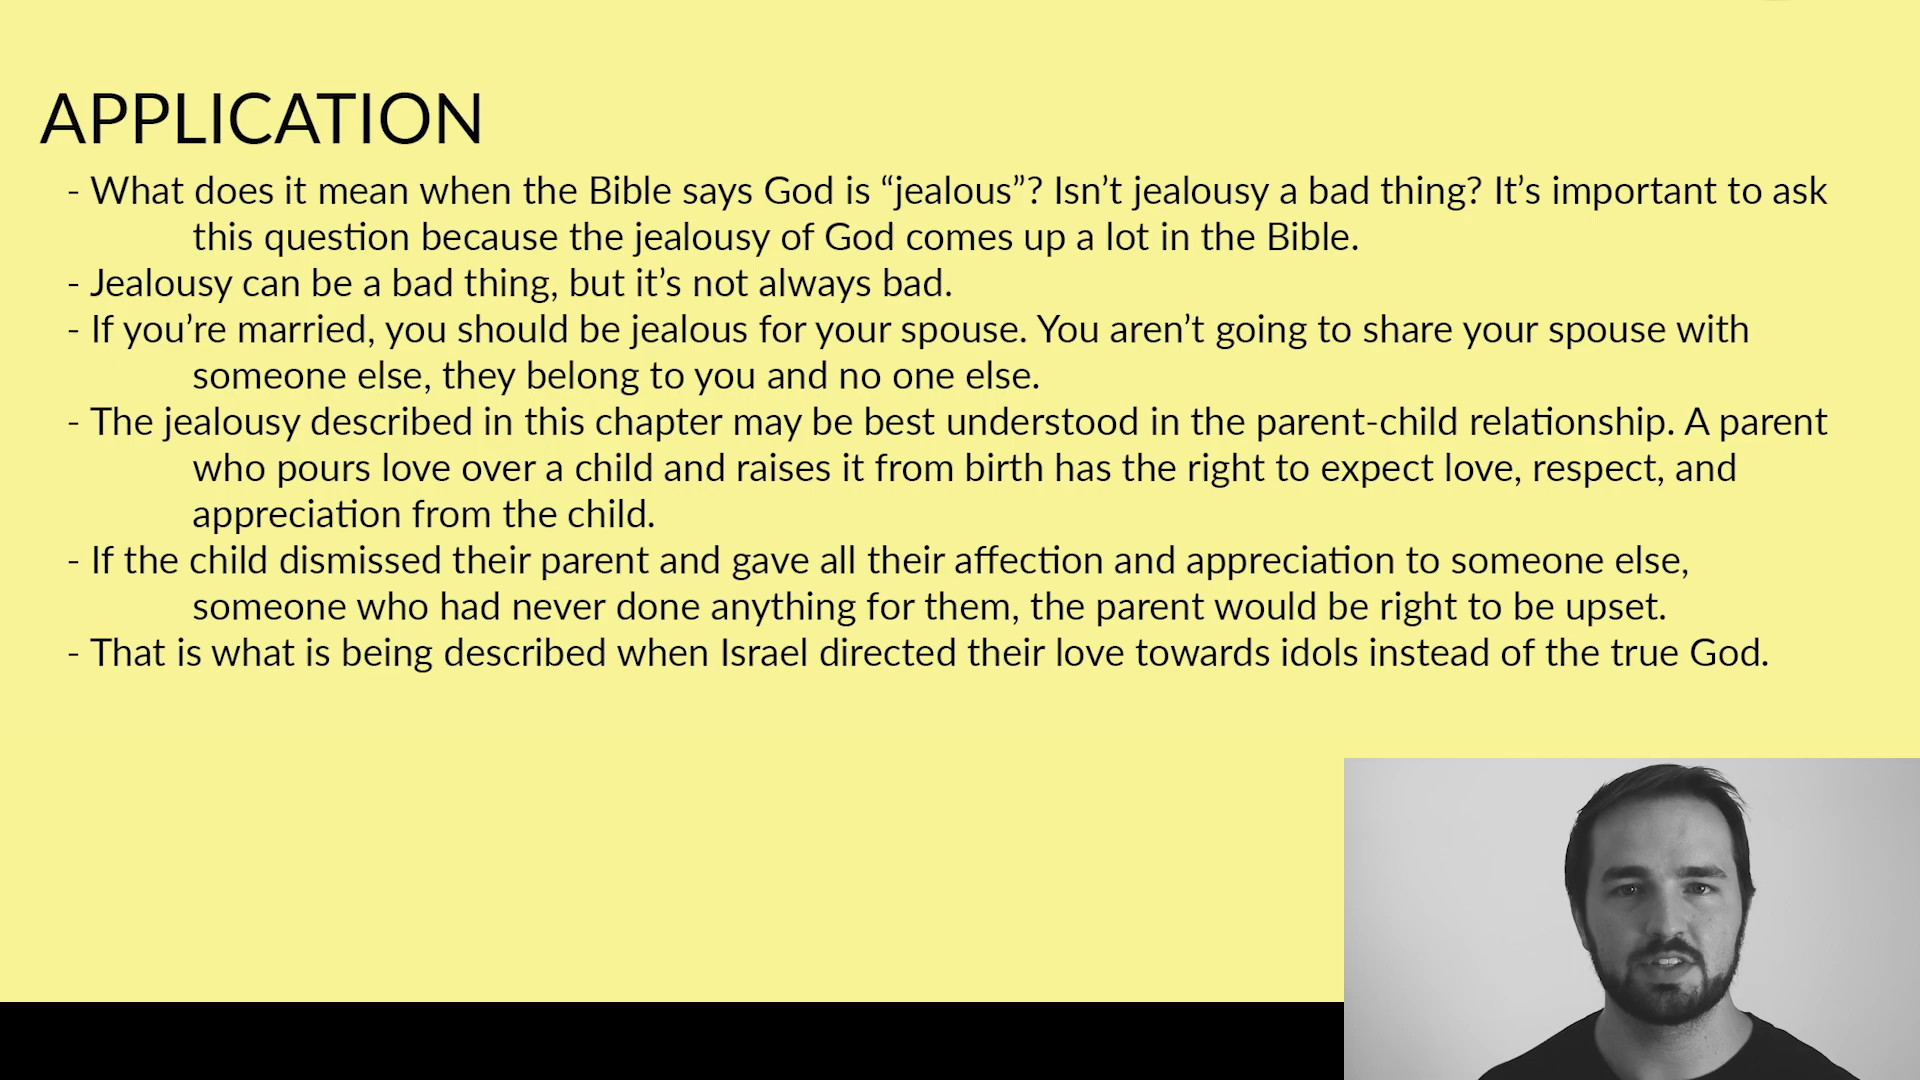 APPLICATION
- What does it mean when the Bible says God is “jealous”? Isn’t jealousy a bad thing? It’s important to ask
this question because the jealousy of God comes up a lot in the Bible.
- Jealousy can be a bad thing, but it’s not always bad.
- If you’re married, you should be jealous for your spouse. You aren’t going to share your spouse with
someone else, they belong to you and no one else.
- The jealousy described in this chapter may be best understood in the parent-child relationship. A parent
who pours love over a child and raises it from birth has the right to expect love, respect, and
appreciation from the child.
- If the child dismissed their parent and gave all their affection and appreciation to someone else,
someone who had never done anything for them, the parent would be right to be upset.
- That is what is being described when Israel directed their love towards idols instead of the true God.